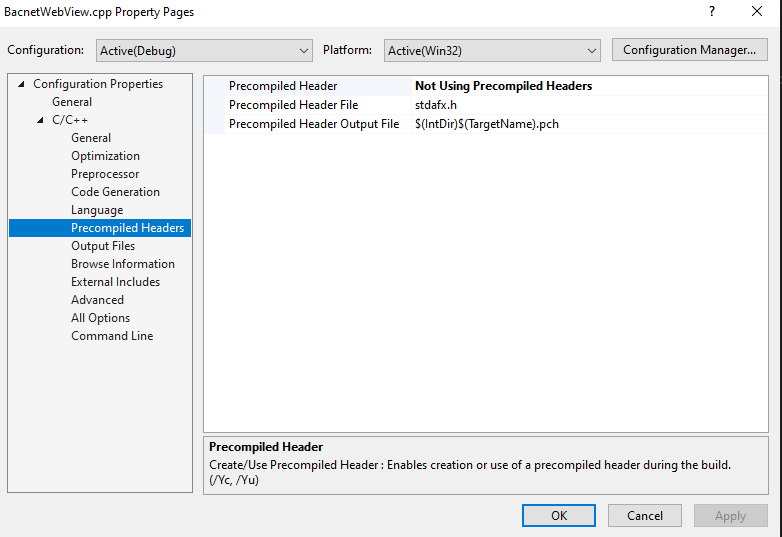 BacnetWebView.cpp Property Pages
?
Configuration: Active(Debug) Platform: Active(Win32) Configuration Manager...
Configuration Properties
General
C/C++
General
Optimization
Preprocessor
Code Generation
Language
Precompiled Headers
Output Files
Browse Information
External Includes
Advanced
All Options
Command Line
Precompiled Header Not Using Precompiled Headers
Precompiled Header File stdafx.h
Precompiled Header Output File $(IntDir)$(TargetName).pch
Precompiled Header
Create/Use Precompiled Header : Enables creation or use of a precompiled header during the build.
(/Yc, /Yu)
OK Cancel Apply